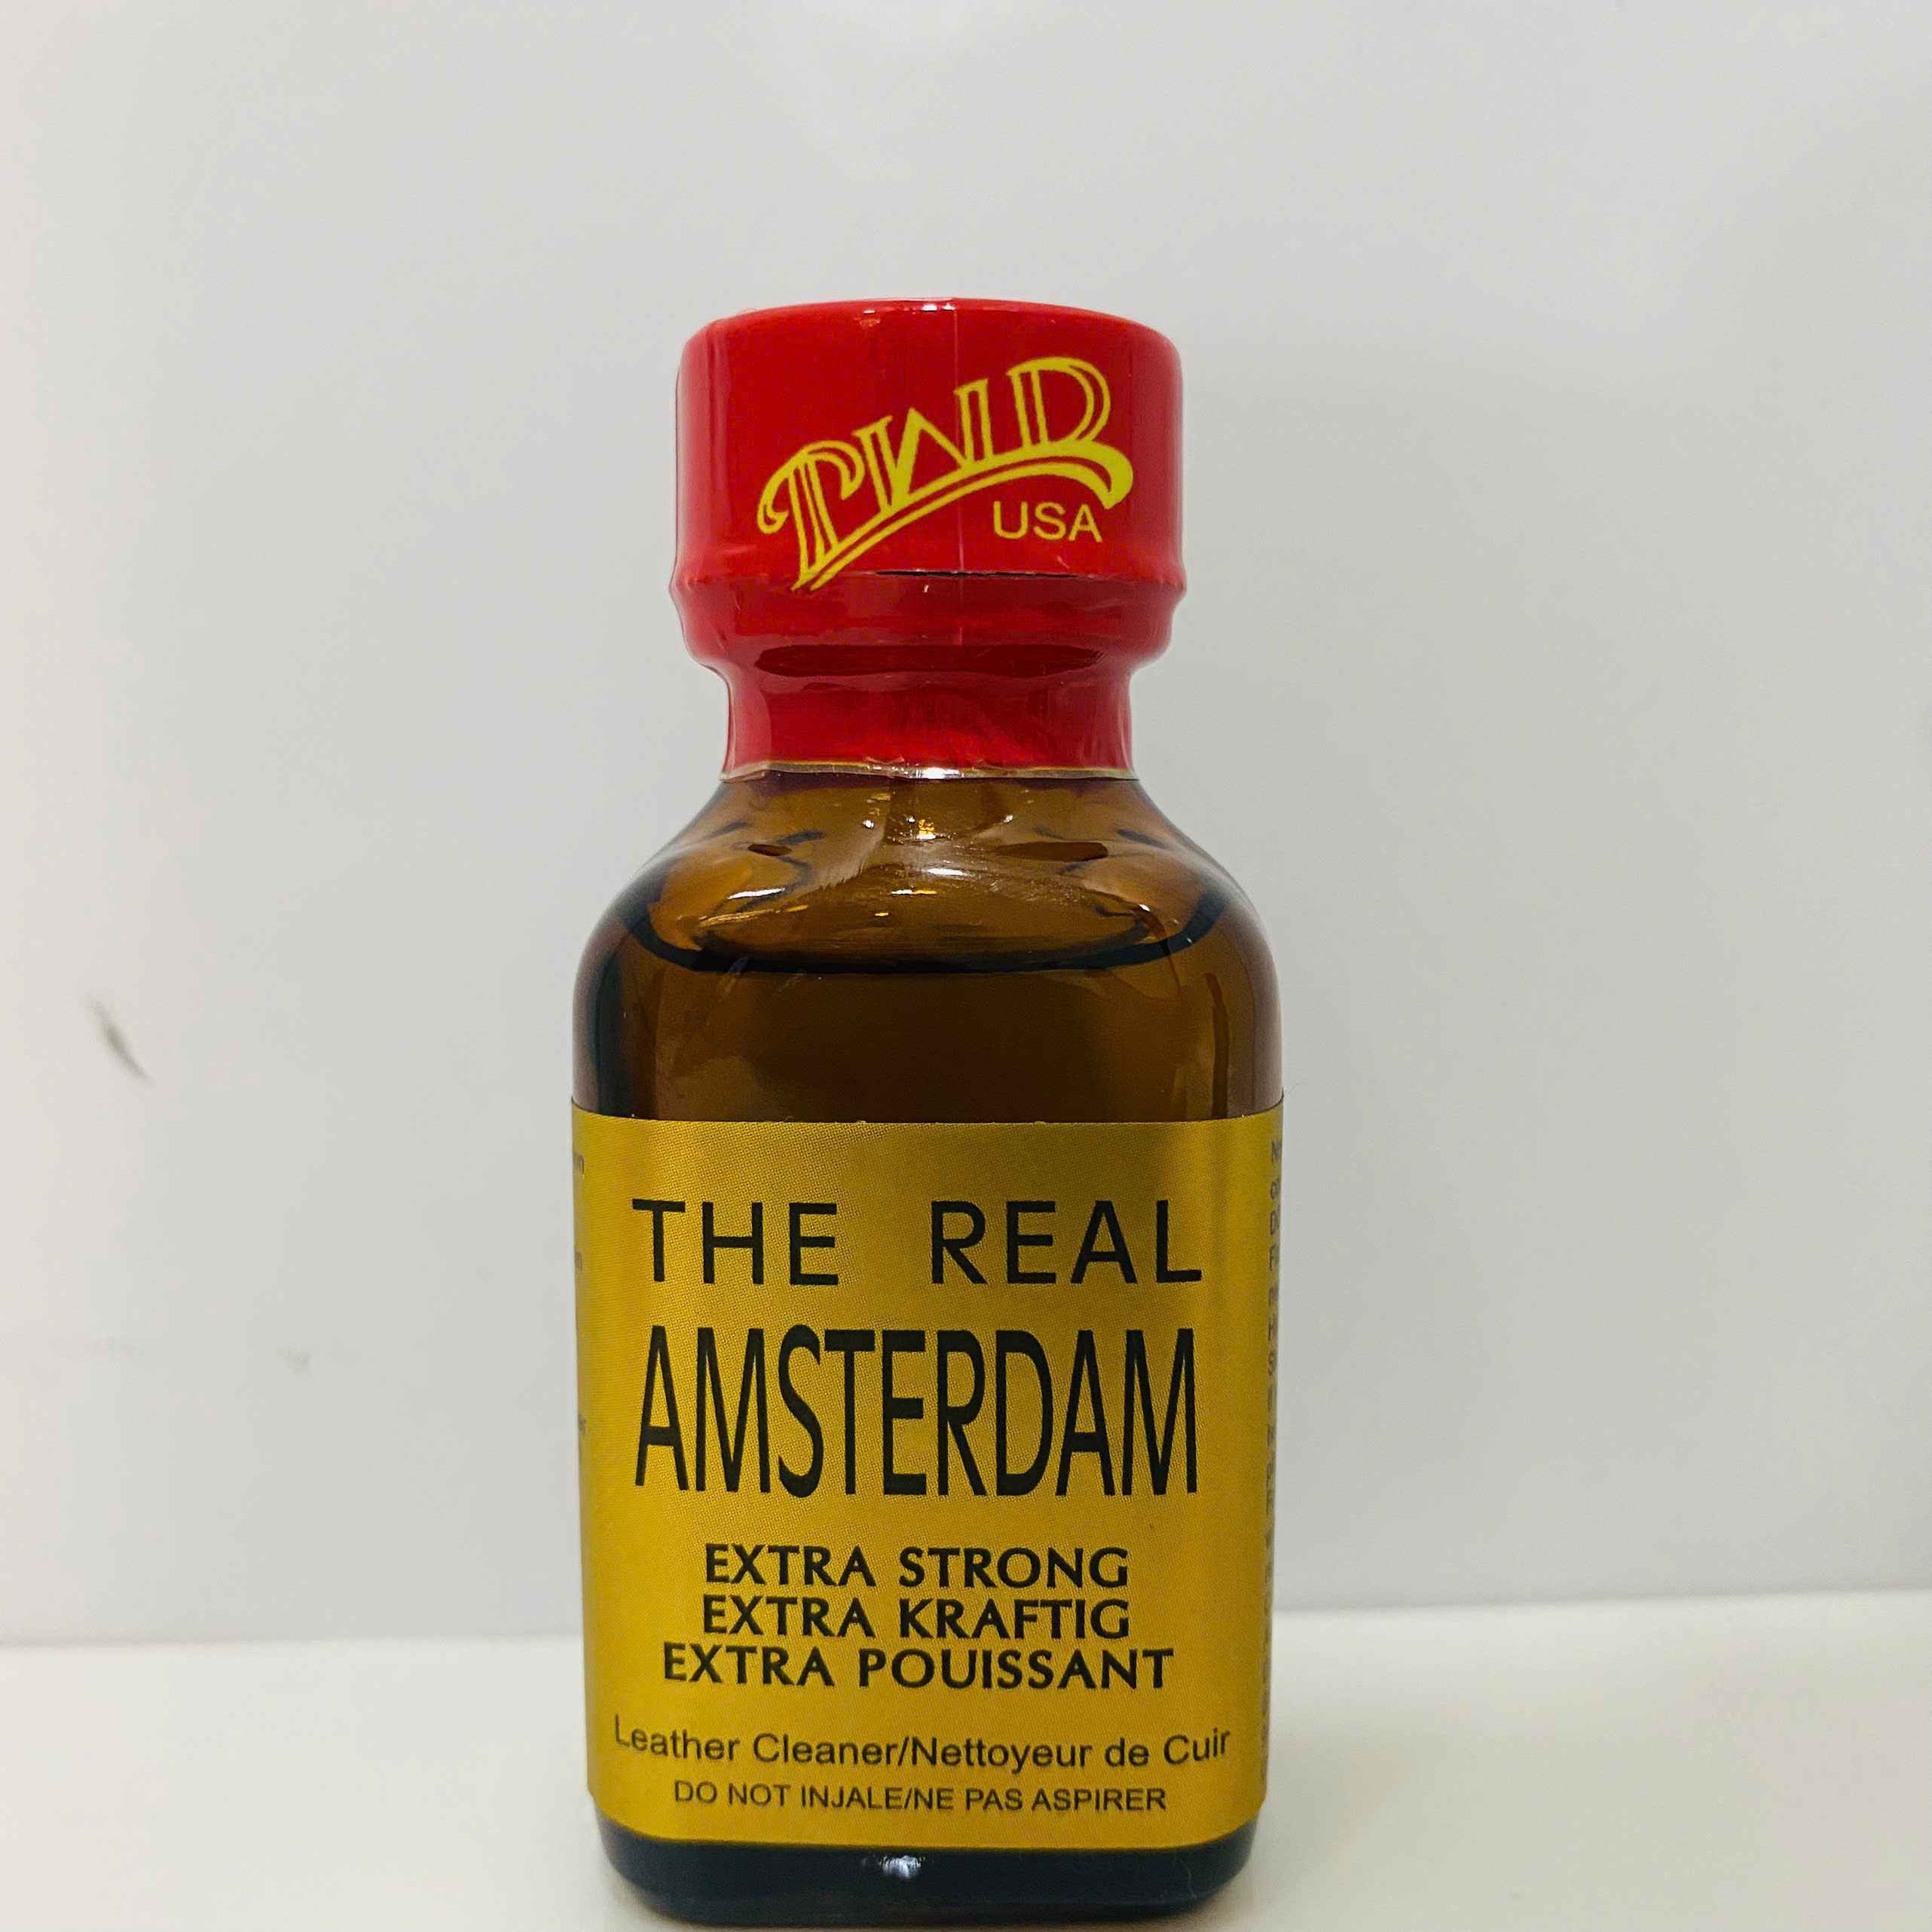 PWD
USA
THE REAL
AMSTERDAM
EXTRA STRONG
EXTRA KRAFTIG
EXTRA POUISSANT
Leather Cleaner/Nettoyeur de Cuir
DO NOT INJALE/NE PAS ASPIRER